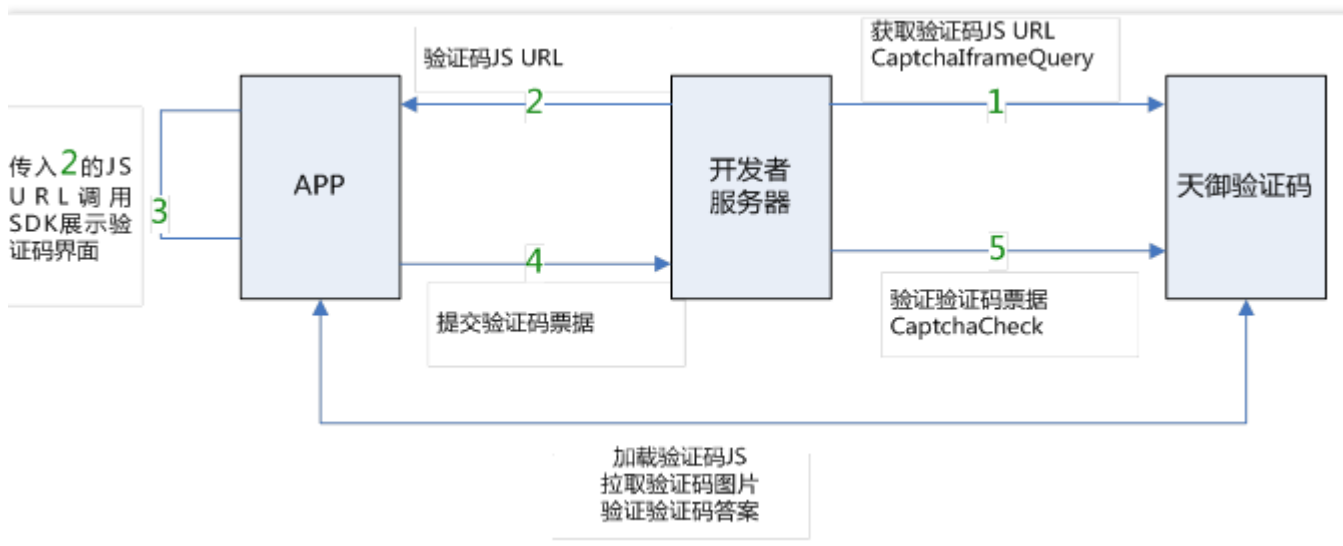 获取验证码JS URL
CaptchaIframeQuery
验证码JS URL
2
1
传入2的JS
URL调用
SDK展示验
证码界面
3
APP
开发者
服务器
天御验证码
4
5
提交验证码票据
验证验证码票据
CaptchaCheck
加载验证码JS
拉取验证码图片
验证验证码答案